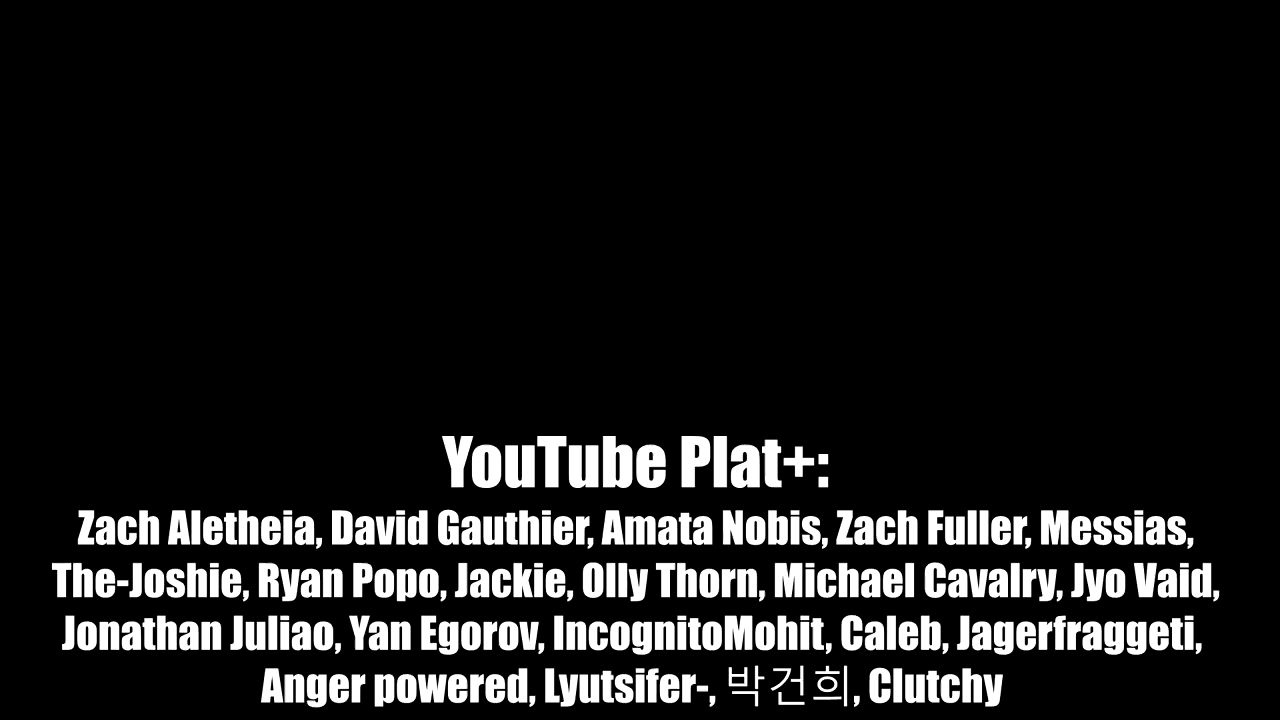 YouTube Plat+:
Zach Aletheia, David Gauthier, Amata Nobis, Zach Fuller, Messias,
The-Joshie, Ryan Popo, Jackie, Olly Thorn, Michael Cavalry, Jyo Vaid,
Jonathan Juliao, Yan Egorov, IncognitoMohit, Caleb, Jagerfraggeti,
Anger powered, Lyutsifer-, 박건희, Clutchy